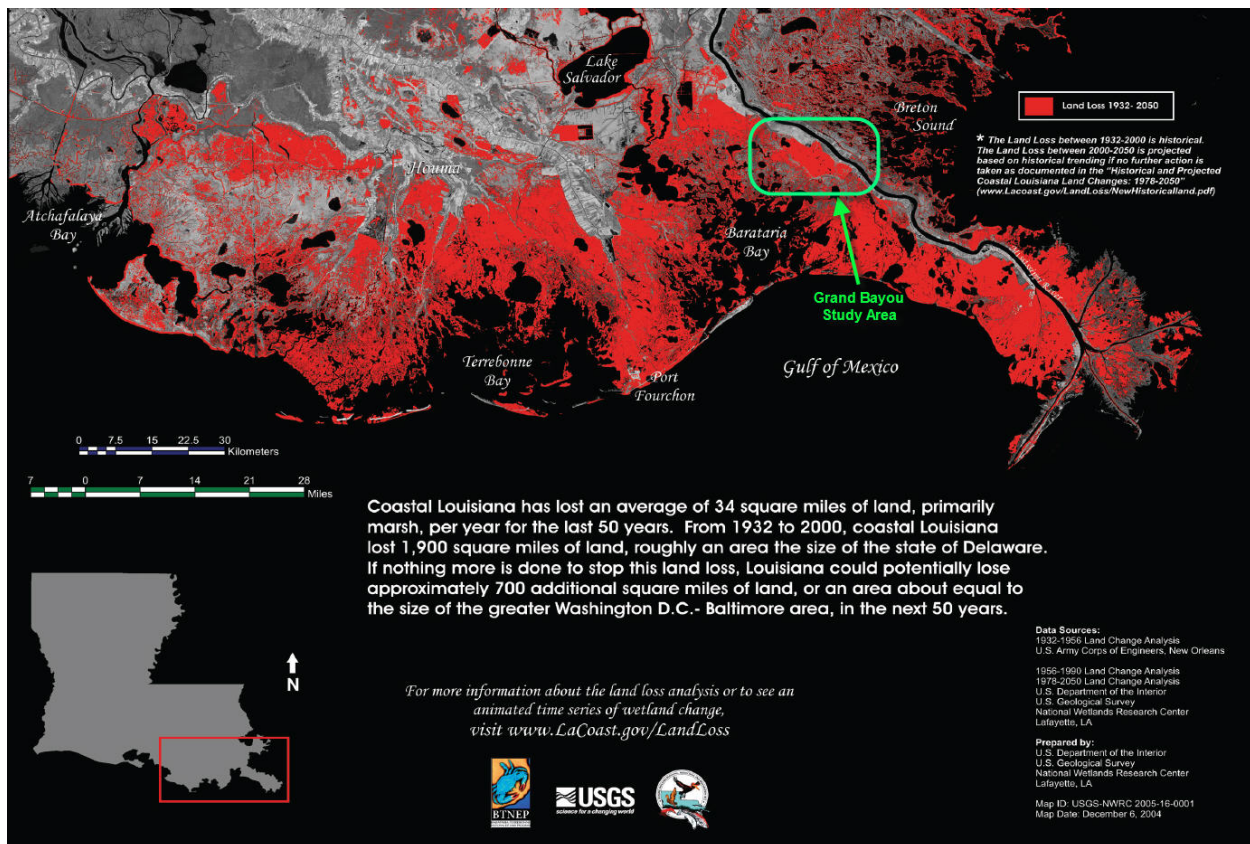 Lake
Salvador
Breton
Sound
Land Loss 1932- 2050
* The Land Loss between 1932-2000 is historical.
The Land Loss between 2000-2050 is projected
based on historical trending if no further action is
taken as documented in the "Historical and Projected
Coastal Louisiana Land Changes: 1978-2050"
(www.Lacoast.gov/LandLoss/NewHistoricalland.pdf)
Houma
Atchafalaya
Bay
Barataria
Bay
Mississippi River
Grand Bayou
Study Area
Terrebonne
Bay
Port
Fourchon
Gulf of Mexico
0 7.5 15 22.5 30
Kilometers
7 0 7 14 21 28
Miles
Coastal Louisiana has lost an average of 34 square miles of land, primarily
marsh, per year for the last 50 years. From 1932 to 2000, coastal Louisiana
lost 1,900 square miles of land, roughly an area the size of the state of Delaware.
If nothing more is done to stop this land loss, Louisiana could potentially lose
approximately 700 additional square miles of land, or an area about equal to
the size of the greater Washington D.C.- Baltimore area, in the next 50 years.
N
For more information about the land loss analysis or to see an
animated time series of wetland change,
visit www.LaCoast.gov/LandLoss
BTNEP
USGS
science for a changing world
Data Sources:
1932-1956 Land Change Analysis
U.S. Army Corps of Engineers, New Orleans
1956-1990 Land Change Analysis
1978-2050 Land Change Analysis
U.S. Department of the Interior
U.S. Geological Survey
National Wetlands Research Center
Lafayette, LA
Prepared by:
U.S. Department of the Interior
U.S. Geological Survey
National Wetlands Research Center
Lafayette, LA
Map ID: USGS-NWRC 2005-16-0001
Map Date: December 6, 2004